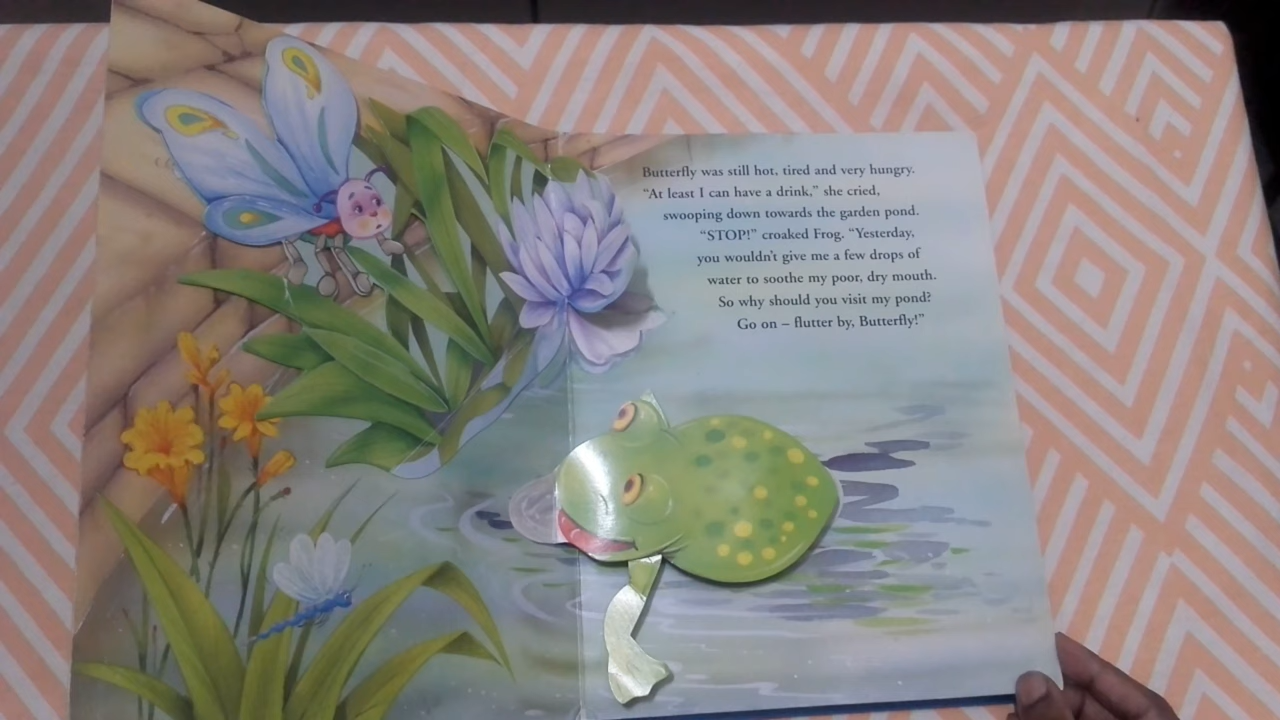 Butterfly was still hot, tired and very hungry.
“At least I can have a drink,” she cried,
swooping down towards the garden pond.
“STOP!” croaked Frog. “Yesterday,
you wouldn’t give me a few drops of
water to soothe my poor, dry mouth.
So why should you visit my pond?
Go on – flutter by, Butterfly!”